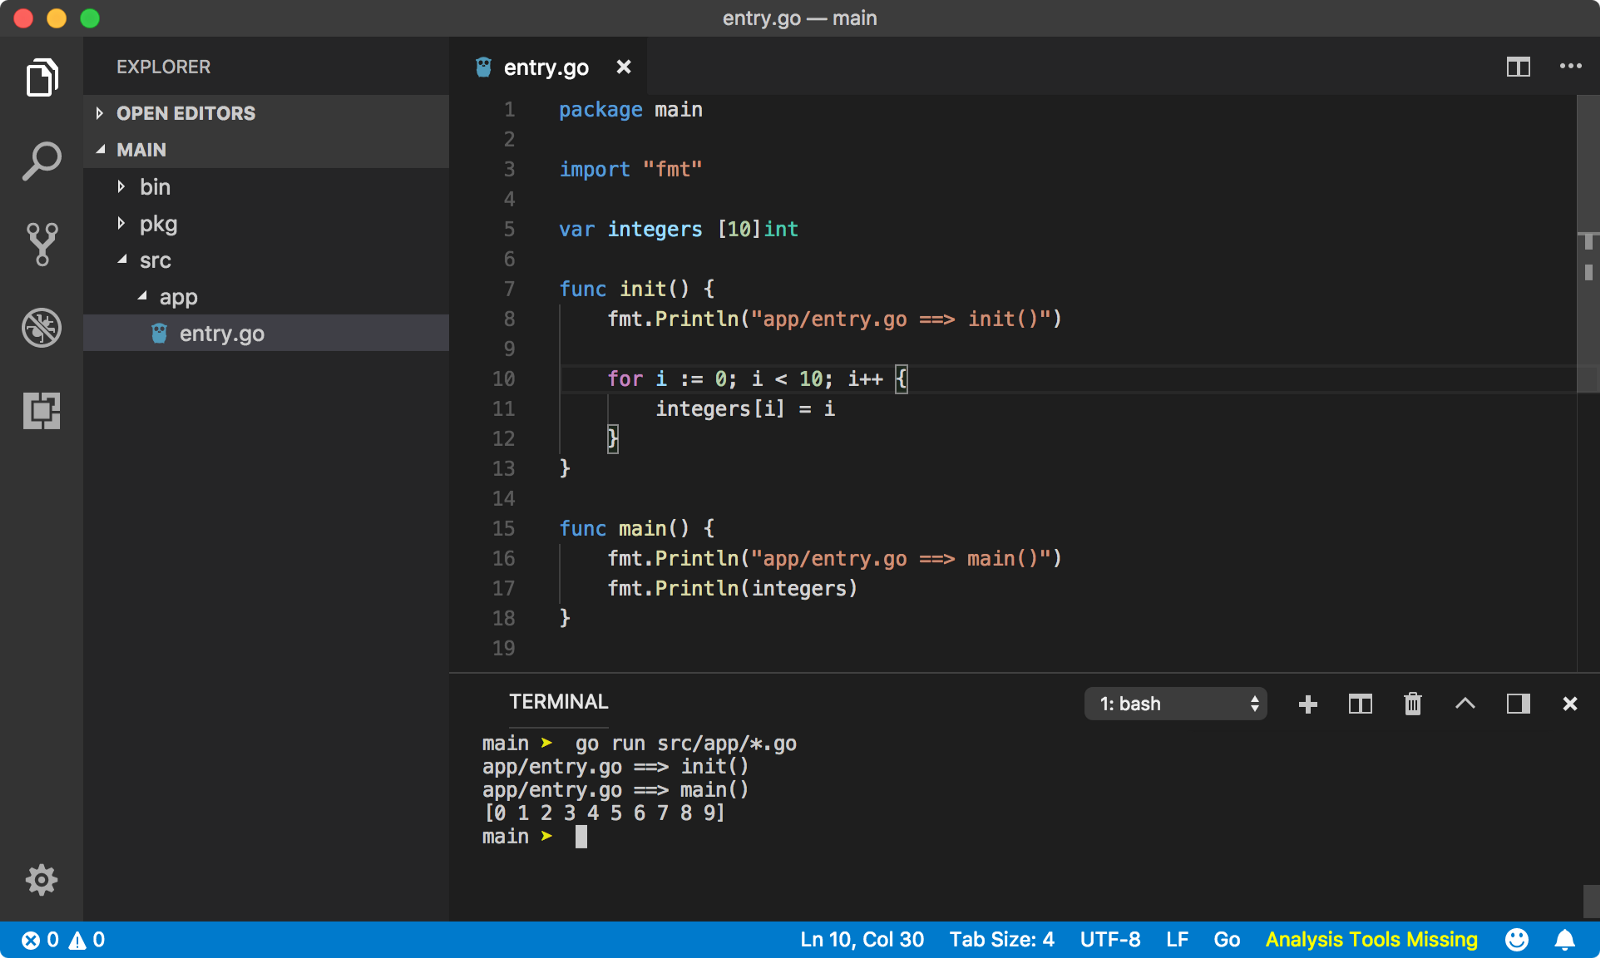 entry.go — main
EXPLORER
OPEN EDITORS
MAIN
bin
pkg
src
app
entry.go
entry.go
1 package main
2
3 import "fmt"
4
5 var integers [10]int
6
7 func init() {
8     fmt.Println("app/entry.go ==> init()")
9
10     for i := 0; i < 10; i++ {
11         integers[i] = i
12     }
13 }
14
15 func main() {
16     fmt.Println("app/entry.go ==> main()")
17     fmt.Println(integers)
18 }
19
TERMINAL
1: bash
main ➤ go run src/app/*.go
app/entry.go ==> init()
app/entry.go ==> main()
[0 1 2 3 4 5 6 7 8 9]
main ➤
0 0 Ln 10, Col 30 Tab Size: 4 UTF-8 LF Go Analysis Tools Missing